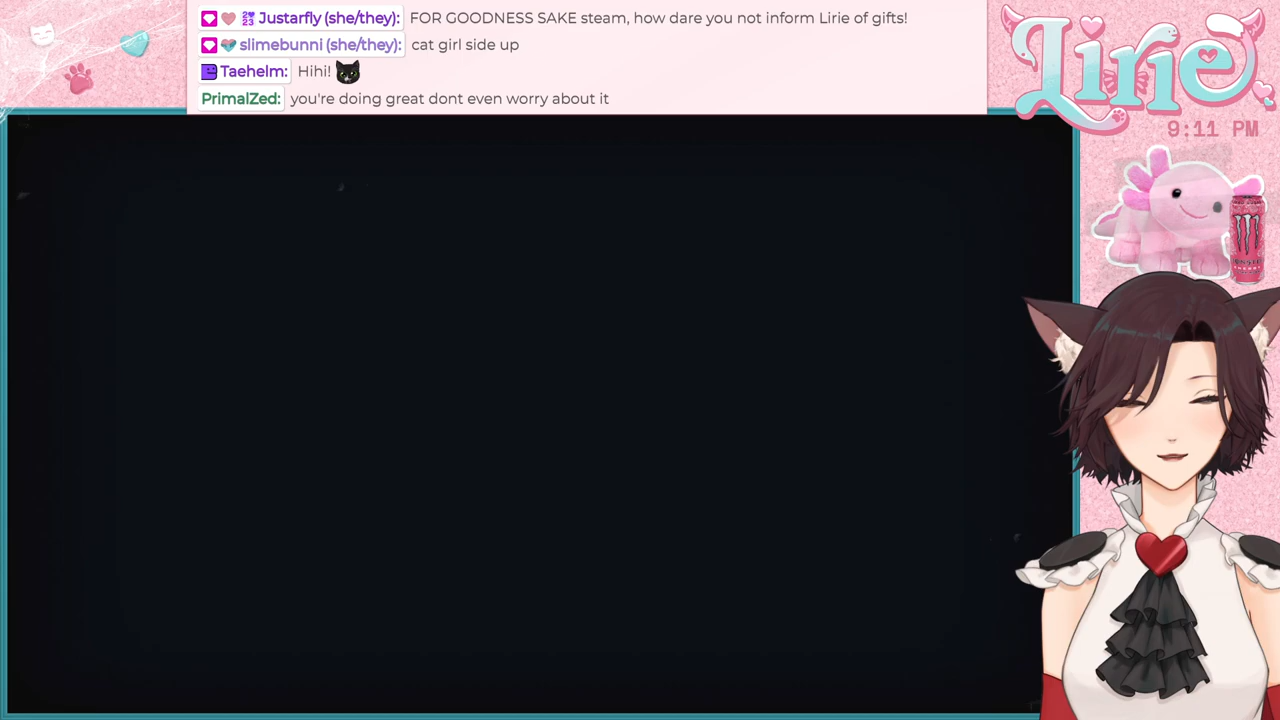 Justarfly (she/they): FOR GOODNESS SAKE steam, how dare you not inform Lirie of gifts!
slimebunni (she/they): cat girl side up
Taehelm: Hihi!
PrimalZed: you're doing great dont even worry about it
Lirie
9:11 PM